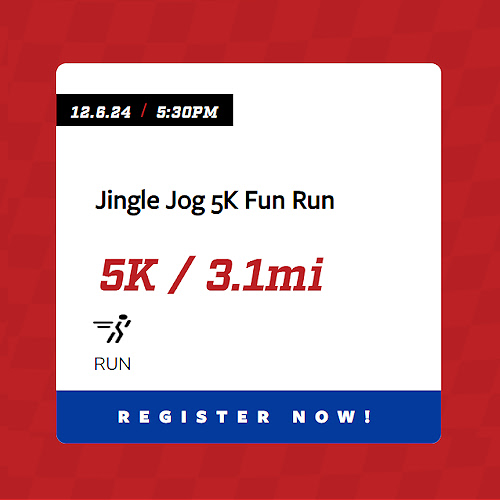 12.6.24 / 5:30PM
Jingle Jog 5K Fun Run
5K / 3.1mi
RUN
REGISTER NOW!